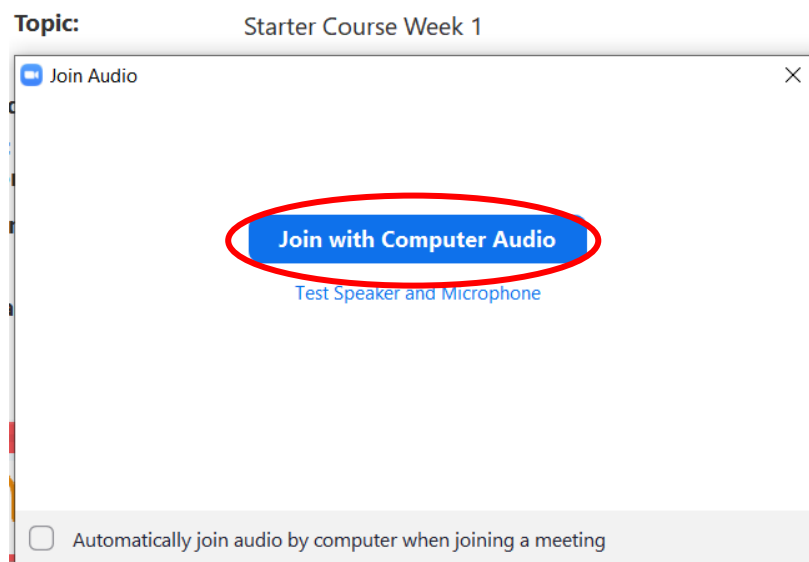 Topic: Starter Course Week 1
Join Audio
Join with Computer Audio
Test Speaker and Microphone
Automatically join audio by computer when joining a meeting